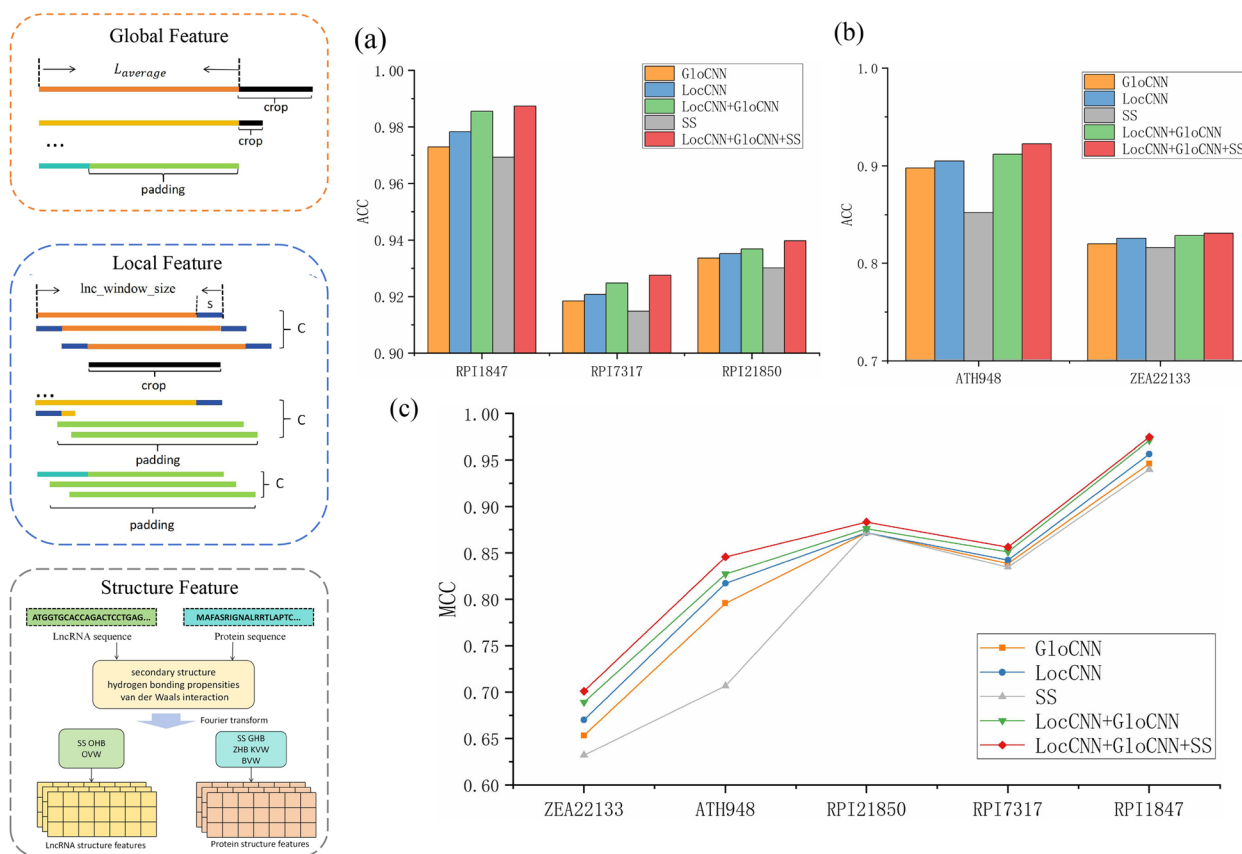 Global Feature
L_average
crop
crop
...
padding
Local Feature
lnc_window_size
s
C
crop
...
C
padding
C
padding
Structure Feature
ATGGTGCACCAGACTCCTGAG...
MAFASRIGNALRRTLAPTC...
LncRNA sequence
Protein sequence
secondary structure
hydrogen bonding propensities
van der Waals interaction
Fourier transform
SS OHB
OVW
SS GHB
ZHB KVW
BVW
LncRNA structure features
Protein structure features
(a)
1.00
0.98
0.96
0.94
0.92
0.90
ACC
GloCNN
LocCNN
LocCNN+GloCNN
SS
LocCNN+GloCNN+SS
RPI1847
RPI7317
RPI21850
(b)
1.0
0.9
0.8
0.7
ACC
GloCNN
LocCNN
SS
LocCNN+GloCNN
LocCNN+GloCNN+SS
ATH948
ZEA22133
(c)
1.00
0.95
0.90
0.85
0.80
0.75
0.70
0.65
0.60
MCC
GloCNN
LocCNN
SS
LocCNN+GloCNN
LocCNN+GloCNN+SS
ZEA22133
ATH948
RPI21850
RPI7317
RPI1847